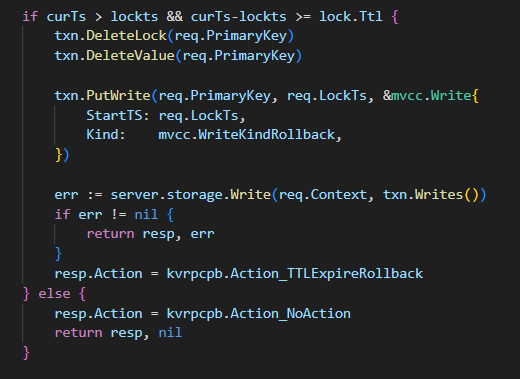 if curTs > lockts && curTs-lockts >= lock.Ttl {
txn.DeleteLock(req.PrimaryKey)
txn.DeleteValue(req.PrimaryKey)
txn.PutWrite(req.PrimaryKey, req.LockTs, &mvcc.Write{
StartTS: req.LockTs,
Kind:    mvcc.WriteKindRollback,
})
err := server.storage.Write(req.Context, txn.Writes())
if err != nil {
return resp, err
}
resp.Action = kvrpcpb.Action_TTLExpireRollback
} else {
resp.Action = kvrpcpb.Action_NoAction
return resp, nil
}